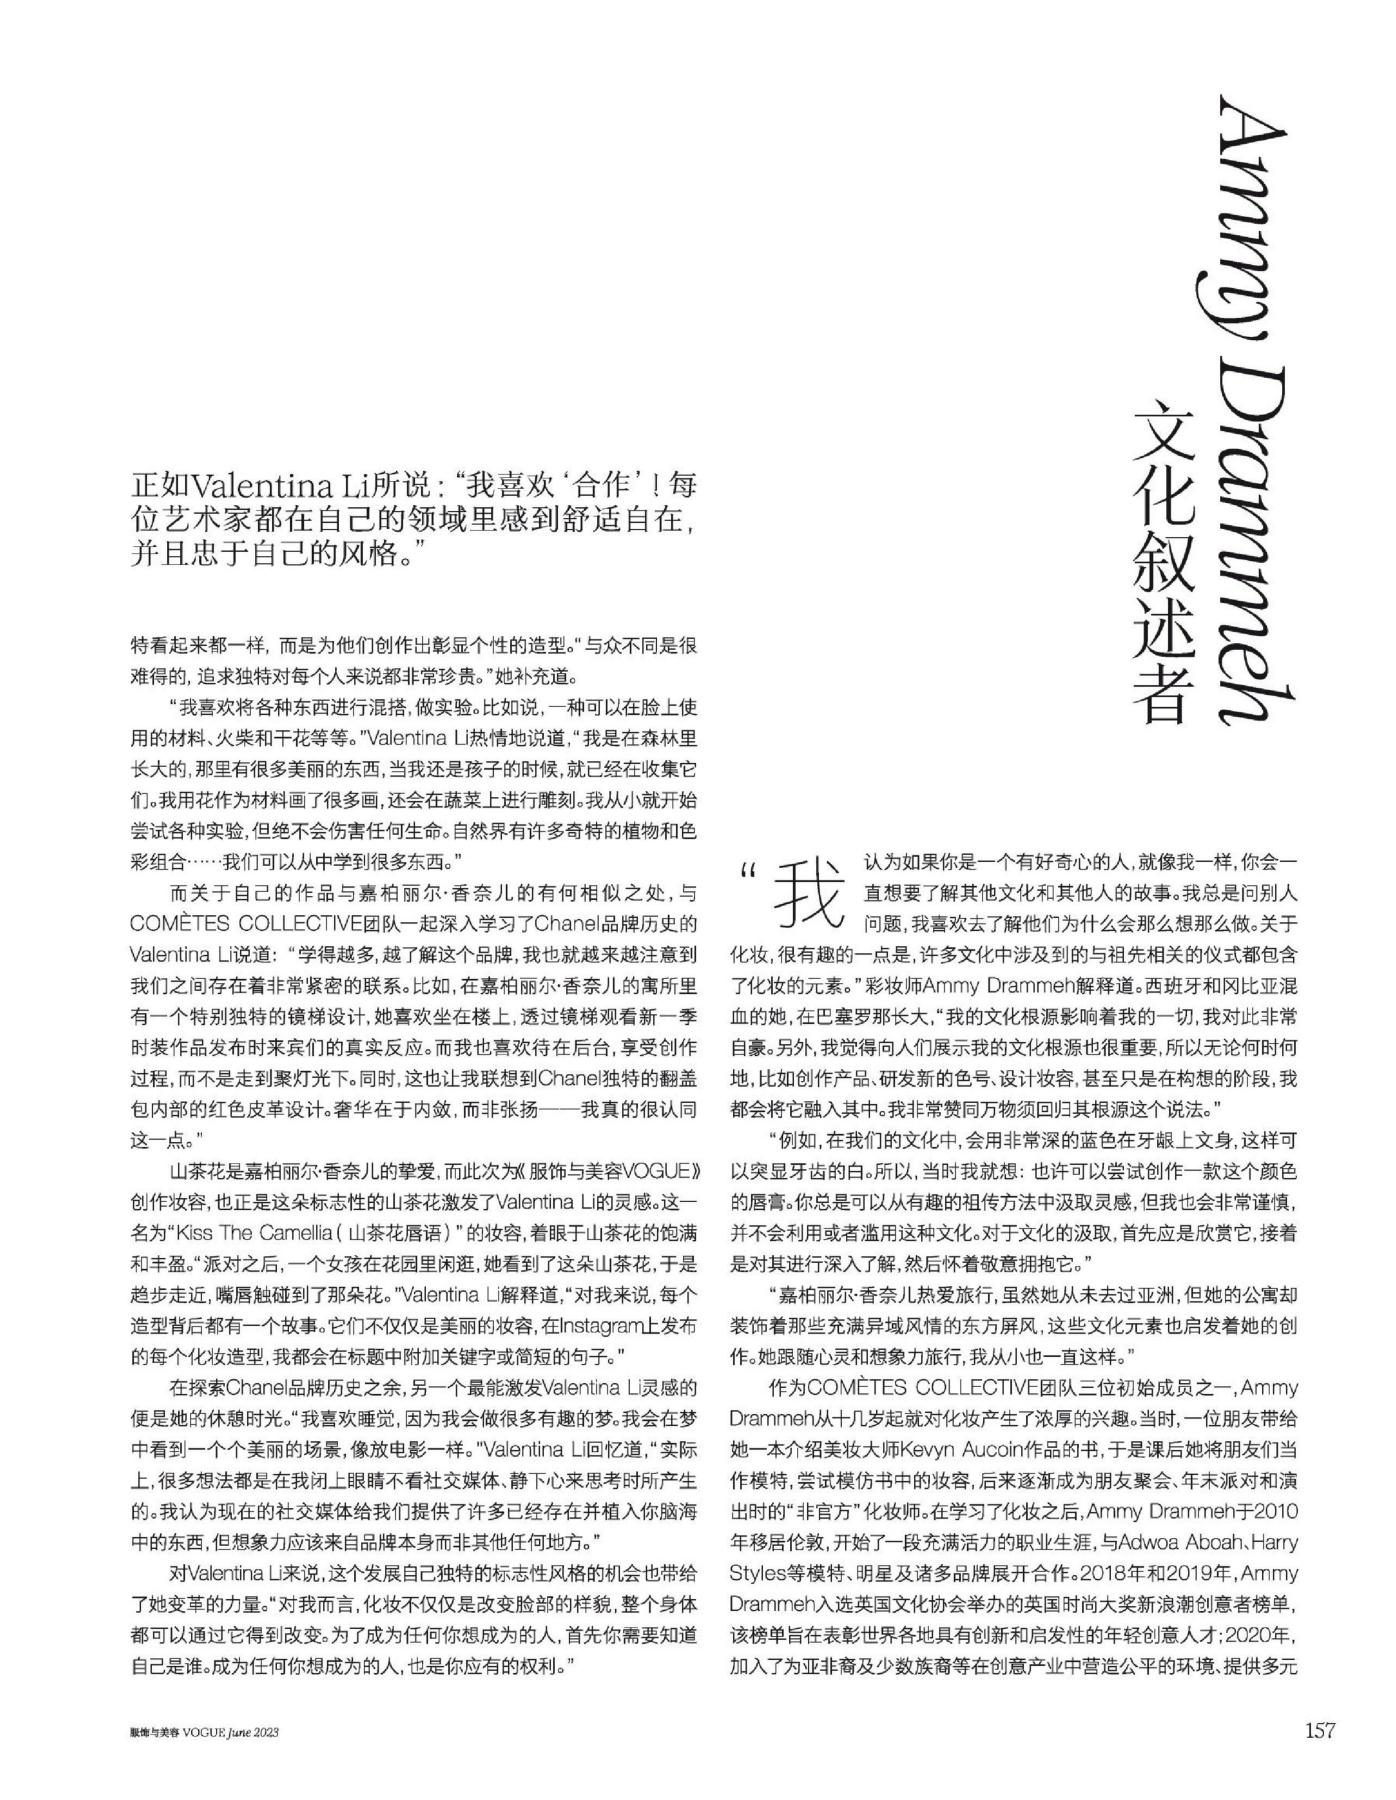 正如Valentina Li所说：“我喜欢‘合作’！每
位艺术家都在自己的领域里感到舒适自在，
并且忠于自己的风格。”
特看起来都一样，而是为他们创作出彰显个性的造型。“与众不同是很
难得的，追求独特对每个人来说都非常珍贵。”她补充道。
“我喜欢将各种东西进行混搭，做实验。比如说，一种可以在脸上使
用的材料、火柴和干花等等。”Valentina Li热情地说道，“我是在森林里
长大的，那里有很多美丽的东西，当我还是孩子的时候，就已经在收集它
们。我用花作为材料画了很多画，还会在蔬菜上进行雕刻。我从小就开始
尝试各种实验，但绝不会伤害任何生命。自然界有许多奇特的植物和色
彩组合……我们可以从中学到很多东西。”
而关于自己的作品与嘉柏丽尔·香奈儿的有何相似之处，与
COMÈTES COLLECTIVE团队一起深入学习了Chanel品牌历史的
Valentina Li说道：“学得越多，越了解这个品牌，我也就越来越注意到
我们之间存在着非常紧密的联系。比如，在嘉柏丽尔·香奈儿的寓所里
有一个特别独特的镜梯设计，她喜欢坐在楼上，透过镜梯观看新一季
时装作品发布时来宾们的真实反应。而我也喜欢待在后台，享受创作
过程，而不是走到聚灯光下。同时，这也让我联想到Chanel独特的翻盖
包内部的红色皮革设计。奢华在于内敛，而非张扬——我真的很认同
这一点。”
山茶花是嘉柏丽尔·香奈儿的挚爱，而此次为《服饰与美容VOGUE》
创作妆容，也正是这朵标志性的山茶花激发了Valentina Li的灵感。这一
名为“Kiss The Camellia（山茶花唇语）”的妆容，着眼于山茶花的饱满
和丰盈。“派对之后，一个女孩在花园里闲逛，她看到了这朵山茶花，于是
趋步走近，嘴唇触碰到了那朵花。”Valentina Li解释道，“对我来说，每个
造型背后都有一个故事。它们不仅仅是美丽的妆容，在Instagram上发布
的每个化妆造型，我都会在标题中附加关键字或简短的句子。”
在探索Chanel品牌历史之余，另一个最能激发Valentina Li灵感的
便是她的休憩时光。“我喜欢睡觉，因为我会做很多有趣的梦。我会在梦
中看到一个个美丽的场景，像放电影一样。”Valentina Li回忆道，“实际
上，很多想法都是在我闭上眼睛不看社交媒体、静下心来思考时所产生
的。我认为现在的社交媒体给我们提供了许多已经存在并植入你脑海
中的东西，但想象力应该来自品牌本身而非其他任何地方。”
对Valentina Li来说，这个发展自己独特的标志性风格的机会也带给
了她变革的力量。“对我而言，化妆不仅仅是改变脸部的样貌，整个身体
都可以通过它得到改变。为了成为任何你想成为的人，首先你需要知道
自己是谁。成为任何你想成为的人，也是你应有的权利。”
Ammy Drammeh
文化叙述者
“我认为如果你是一个有好奇心的人，就像我一样，你会一
直想要了解其他文化和其他人的故事。我总是问别人
问题，我喜欢去了解他们为什么会那么想那么做。关于
化妆，很有趣的一点是，许多文化中涉及到的与祖先相关的仪式都包含
了化妆的元素。”彩妆师Ammy Drammeh解释道。西班牙和冈比亚混
血的她，在巴塞罗那长大，“我的文化根源影响着我的一切，我对此非常
自豪。另外，我觉得向人们展示我的文化根源也很重要，所以无论何时何
地，比如创作产品、研发新的色号、设计妆容，甚至只是在构想的阶段，我
都会将它融入其中。我非常赞同万物须回归其根源这个说法。”
“例如，在我们的文化中，会用非常深的蓝色在牙龈上文身，这样可
以突显牙齿的白。所以，当时我就想：也许可以尝试创作一款这个颜色
的唇膏。你总是可以从有趣的祖传方法中汲取灵感，但我也会非常谨慎，
并不会利用或者滥用这种文化。对于文化的汲取，首先应是欣赏它，接着
是对其进行深入了解，然后怀着敬意拥抱它。”
“嘉柏丽尔·香奈儿热爱旅行，虽然她从未去过亚洲，但她的公寓却
装饰着那些充满异域风情的东方屏风，这些文化元素也启发着她的创
作。她跟随心灵和想象力旅行，我从小也一直这样。”
作为COMÈTES COLLECTIVE团队三位初始成员之一，Ammy
Drammeh从十几岁起就对化妆产生了浓厚的兴趣。当时，一位朋友带给
她一本介绍美妆大师Kevyn Aucoin作品的书，于是课后她将朋友们当
作模特，尝试模仿书中的妆容，后来逐渐成为朋友聚会、年末派对和演
出时的“非官方”化妆师。在学习了化妆之后，Ammy Drammeh于2010
年移居伦敦，开始了一段充满活力的职业生涯，与Adwoa Aboah、Harry
Styles等模特、明星及诸多品牌展开合作。2018年和2019年，Ammy
Drammeh入选英国文化协会举办的英国时尚大奖新浪潮创意者榜单，
该榜单旨在表彰世界各地具有创新和启发性的年轻创意人才；2020年，
加入了为亚非裔及少数族裔等在创意产业中营造公平的环境、提供多元
服饰与美容 VOGUE June 2023
157